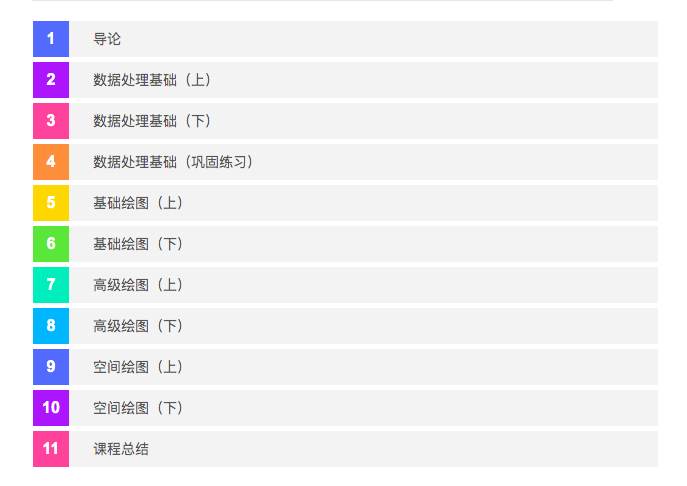 1 导论
2 数据处理基础（上）
3 数据处理基础（下）
4 数据处理基础（巩固练习）
5 基础绘图（上）
6 基础绘图（下）
7 高级绘图（上）
8 高级绘图（下）
9 空间绘图（上）
10 空间绘图（下）
11 课程总结